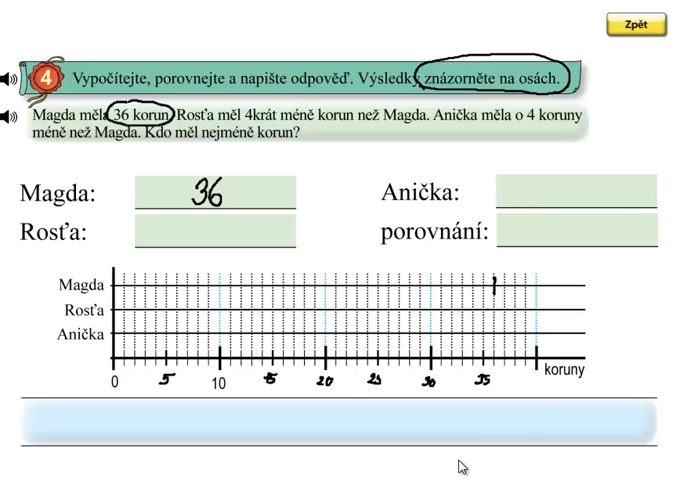 Zpět
4 Vypočítejte, porovnejte a napište odpověď. Výsledky znázorněte na osách.
Magda měla 36 korun. Rosťa měl 4krát méně korun než Magda. Anička měla o 4 koruny
méně než Magda. Kdo měl nejméně korun?
Magda: 36 Anička:
Rosťa: porovnání:
Magda
Rosťa
Anička
0 5 10 15 20 25 30 35 koruny